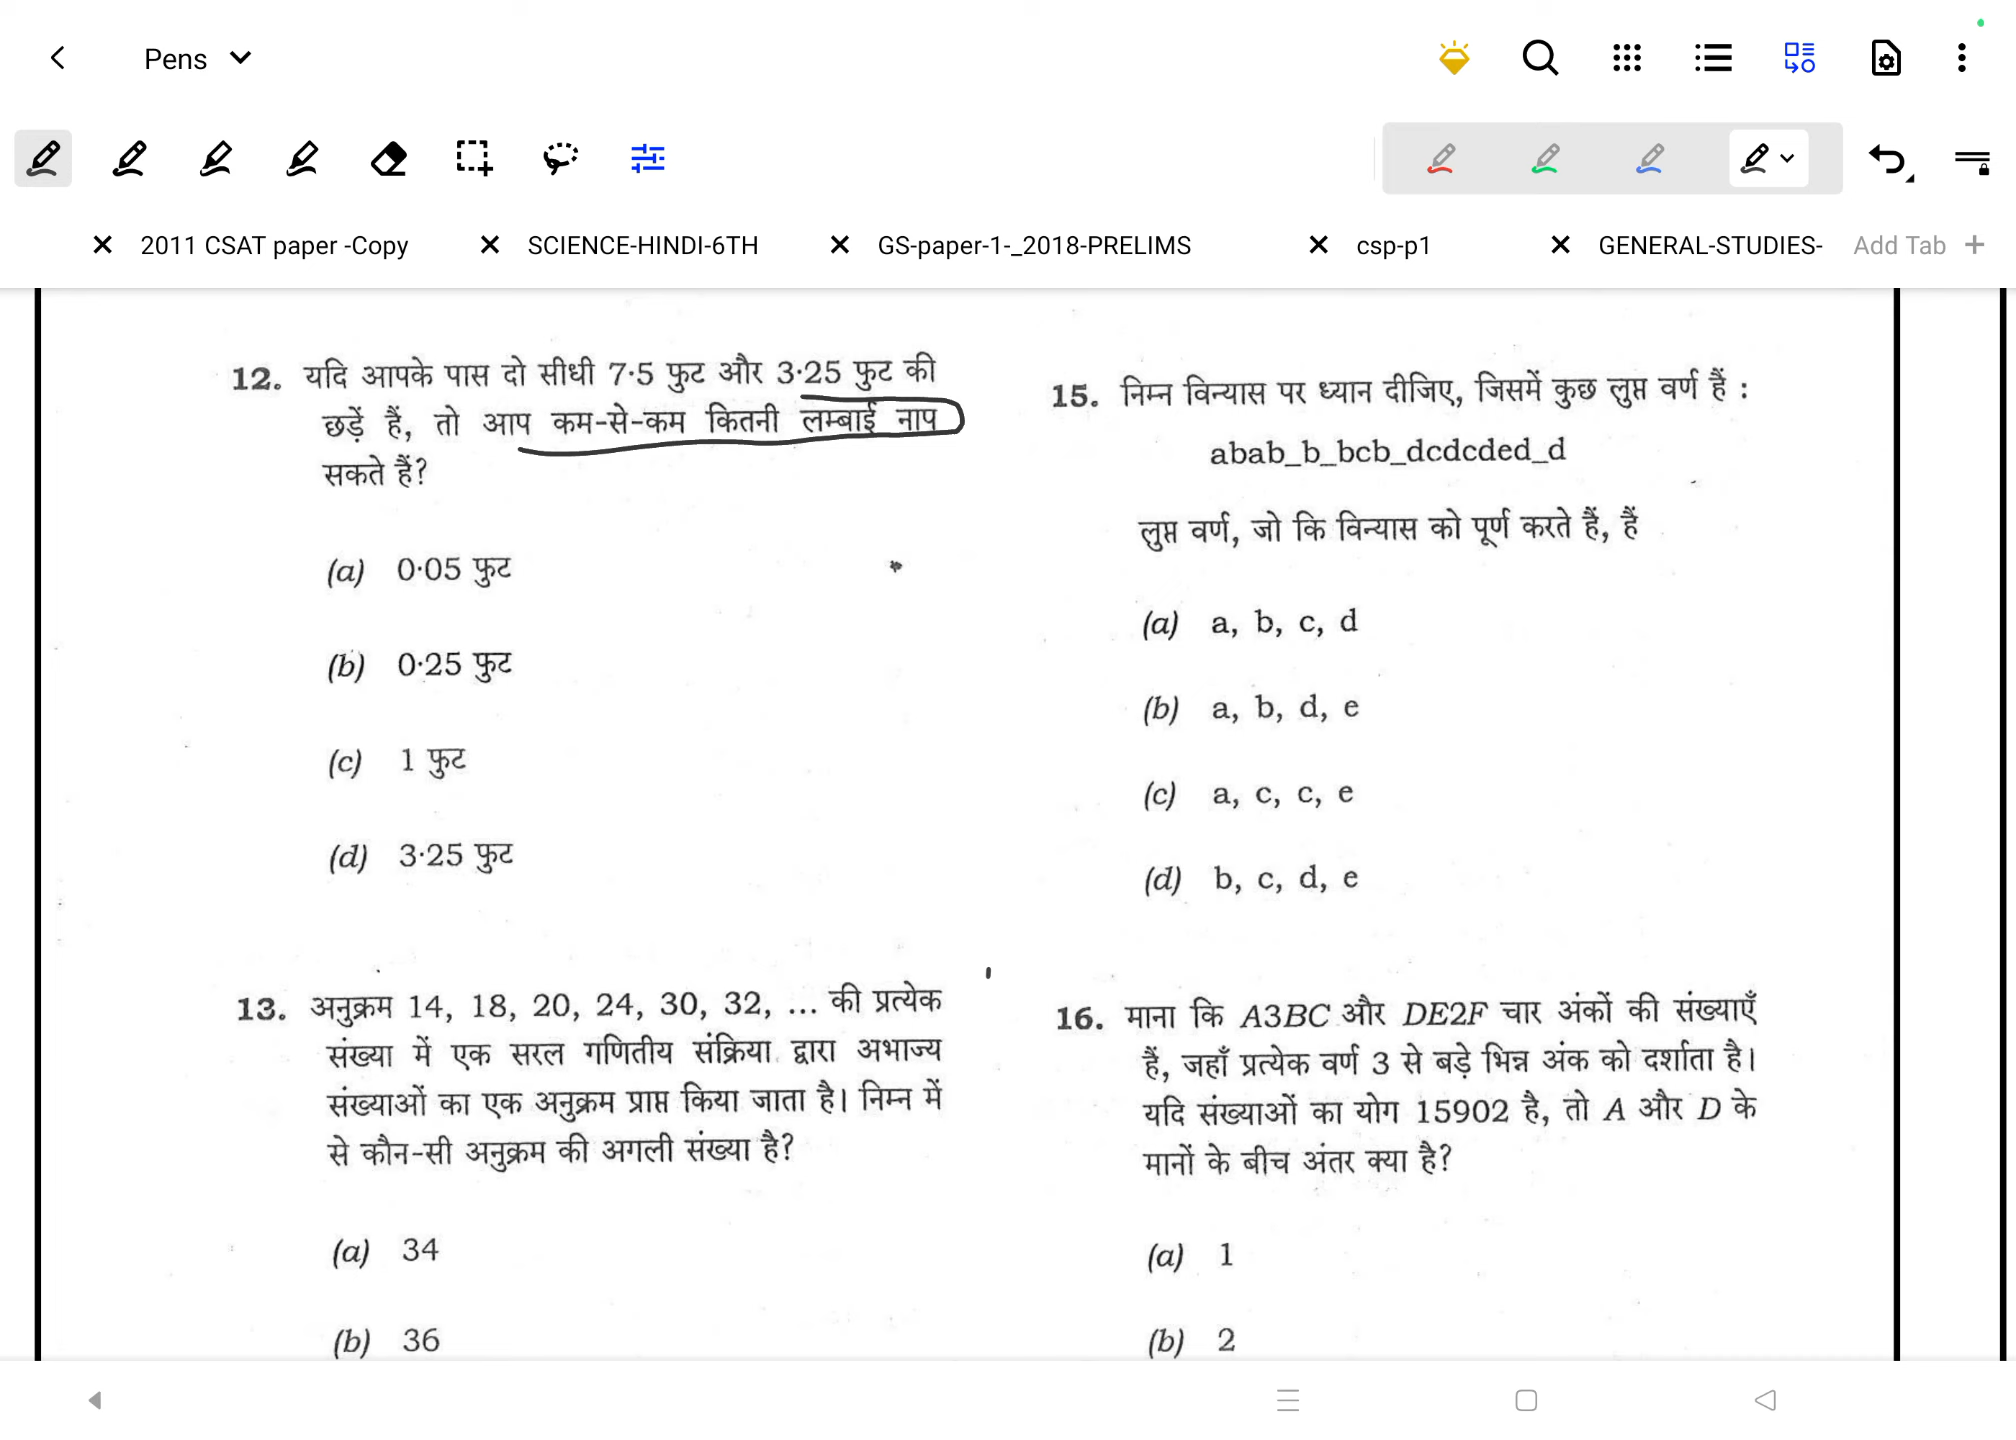 Pens
2011 CSAT paper -Copy
SCIENCE-HINDI-6TH
GS-paper-1-_2018-PRELIMS
csp-p1
GENERAL-STUDIES-
Add Tab +
12. यदि आपके पास दो सीधी 7·5 फुट और 3·25 फुट की
छड़ें हैं, तो आप कम-से-कम कितनी लम्बाई नाप
सकते हैं?
(a) 0·05 फुट
(b) 0·25 फुट
(c) 1 फुट
(d) 3·25 फुट
13. अनुक्रम 14, 18, 20, 24, 30, 32, ... की प्रत्येक
संख्या में एक सरल गणितीय संक्रिया द्वारा अभाज्य
संख्याओं का एक अनुक्रम प्राप्त किया जाता है। निम्न में
से कौन-सी अनुक्रम की अगली संख्या है?
(a) 34
(b) 36
15. निम्न विन्यास पर ध्यान दीजिए, जिसमें कुछ लुप्त वर्ण हैं :
abab_b_bcb_dcdcded_d
लुप्त वर्ण, जो कि विन्यास को पूर्ण करते हैं, हैं
(a) a, b, c, d
(b) a, b, d, e
(c) a, c, c, e
(d) b, c, d, e
16. माना कि A3BC और DE2F चार अंकों की संख्याएँ
हैं, जहाँ प्रत्येक वर्ण 3 से बड़े भिन्न अंक को दर्शाता है।
यदि संख्याओं का योग 15902 है, तो A और D के
मानों के बीच अंतर क्या है?
(a) 1
(b) 2